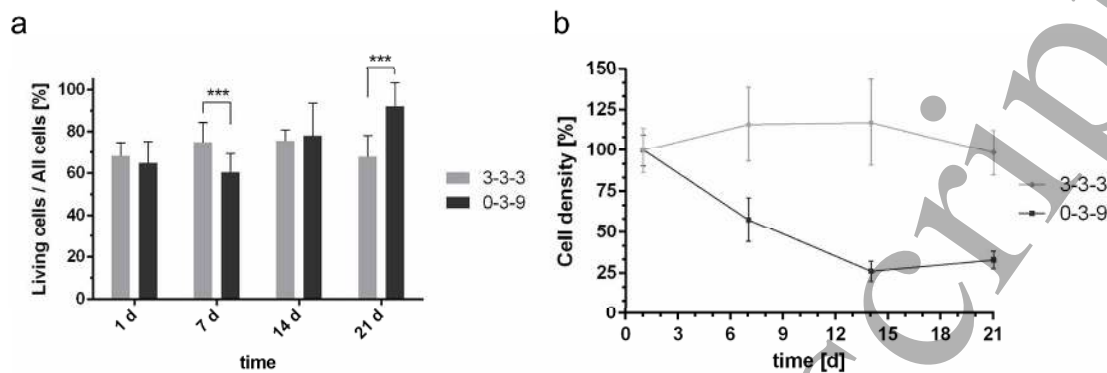 a
Living cells / All cells [%]
100
80
60
40
20
0
***
***
1 d
7 d
14 d
21 d
time
3-3-3
0-3-9
b
Cell density [%]
150
125
100
75
50
25
0
0 3 6 9 12 15 18 21
time [d]
3-3-3
0-3-9
crip